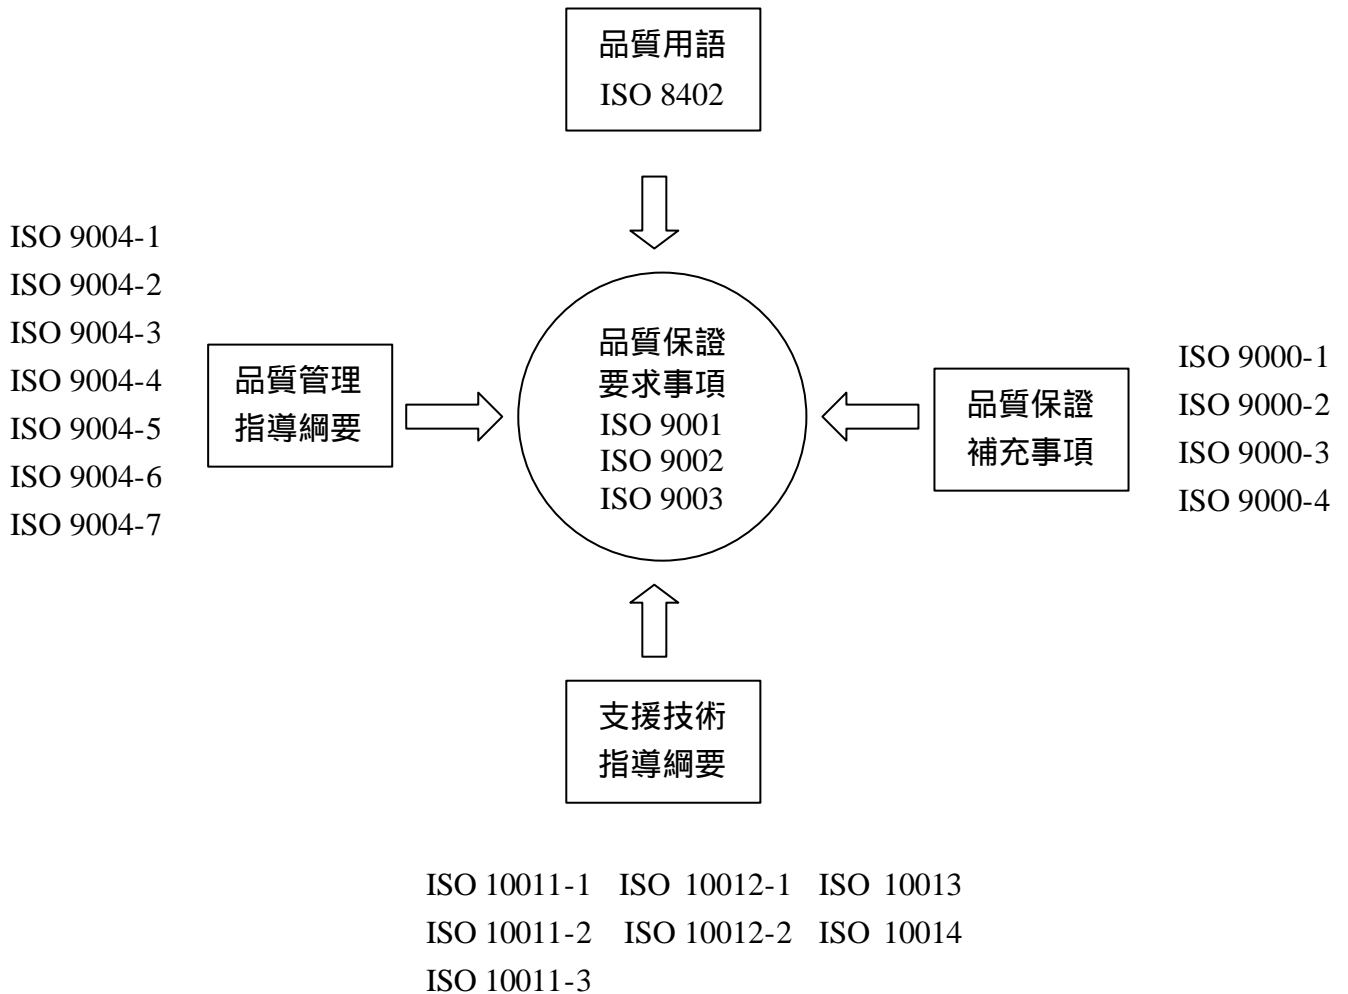 品質用語
ISO 8402
ISO 9004-1
ISO 9004-2
ISO 9004-3
ISO 9004-4
ISO 9004-5
ISO 9004-6
ISO 9004-7
品質管理
指導綱要
品質保證
要求事項
ISO 9001
ISO 9002
ISO 9003
品質保證
補充事項
ISO 9000-1
ISO 9000-2
ISO 9000-3
ISO 9000-4
支援技術
指導綱要
ISO 10011-1 ISO 10012-1 ISO 10013
ISO 10011-2 ISO 10012-2 ISO 10014
ISO 10011-3